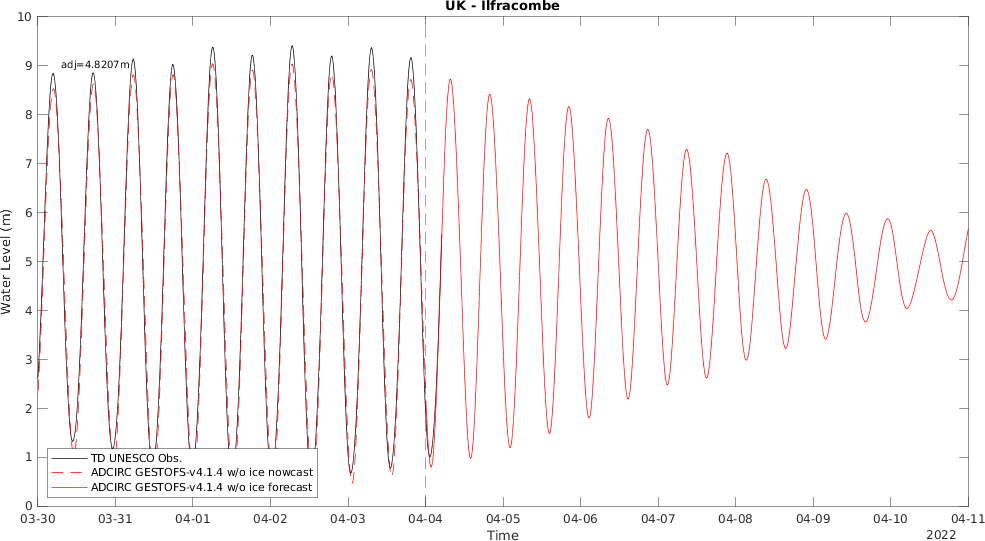 UK - Ilfracombe
10
9
8
7
6
5
4
3
2
1
0
Water Level (m)
adj=4.8207m
TD UNESCO Obs.
ADCIRC GESTOFS-v4.1.4 w/o ice nowcast
ADCIRC GESTOFS-v4.1.4 w/o ice forecast
03-30 03-31 04-01 04-02 04-03 04-04 04-05 04-06 04-07 04-08 04-09 04-10 04-11
Time
2022